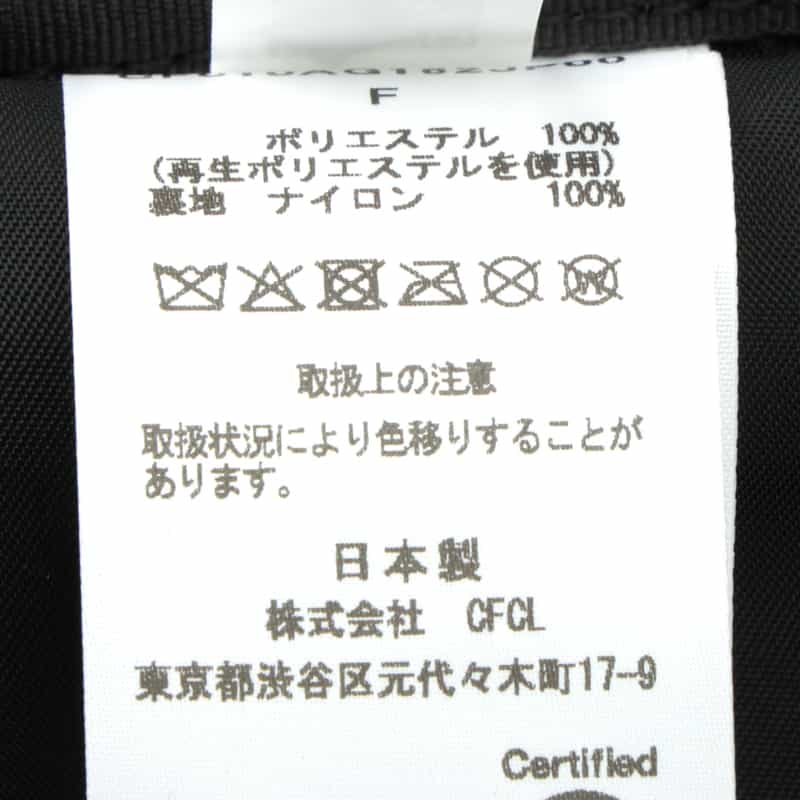 F
ポリエステル 100%
(再生ポリエステルを使用)
裏地 ナイロン 100%
取扱上の注意
取扱状況により色移りすることが
あります。
日本製
株式会社 CFCL
東京都渋谷区元代々木町17-9
Certified